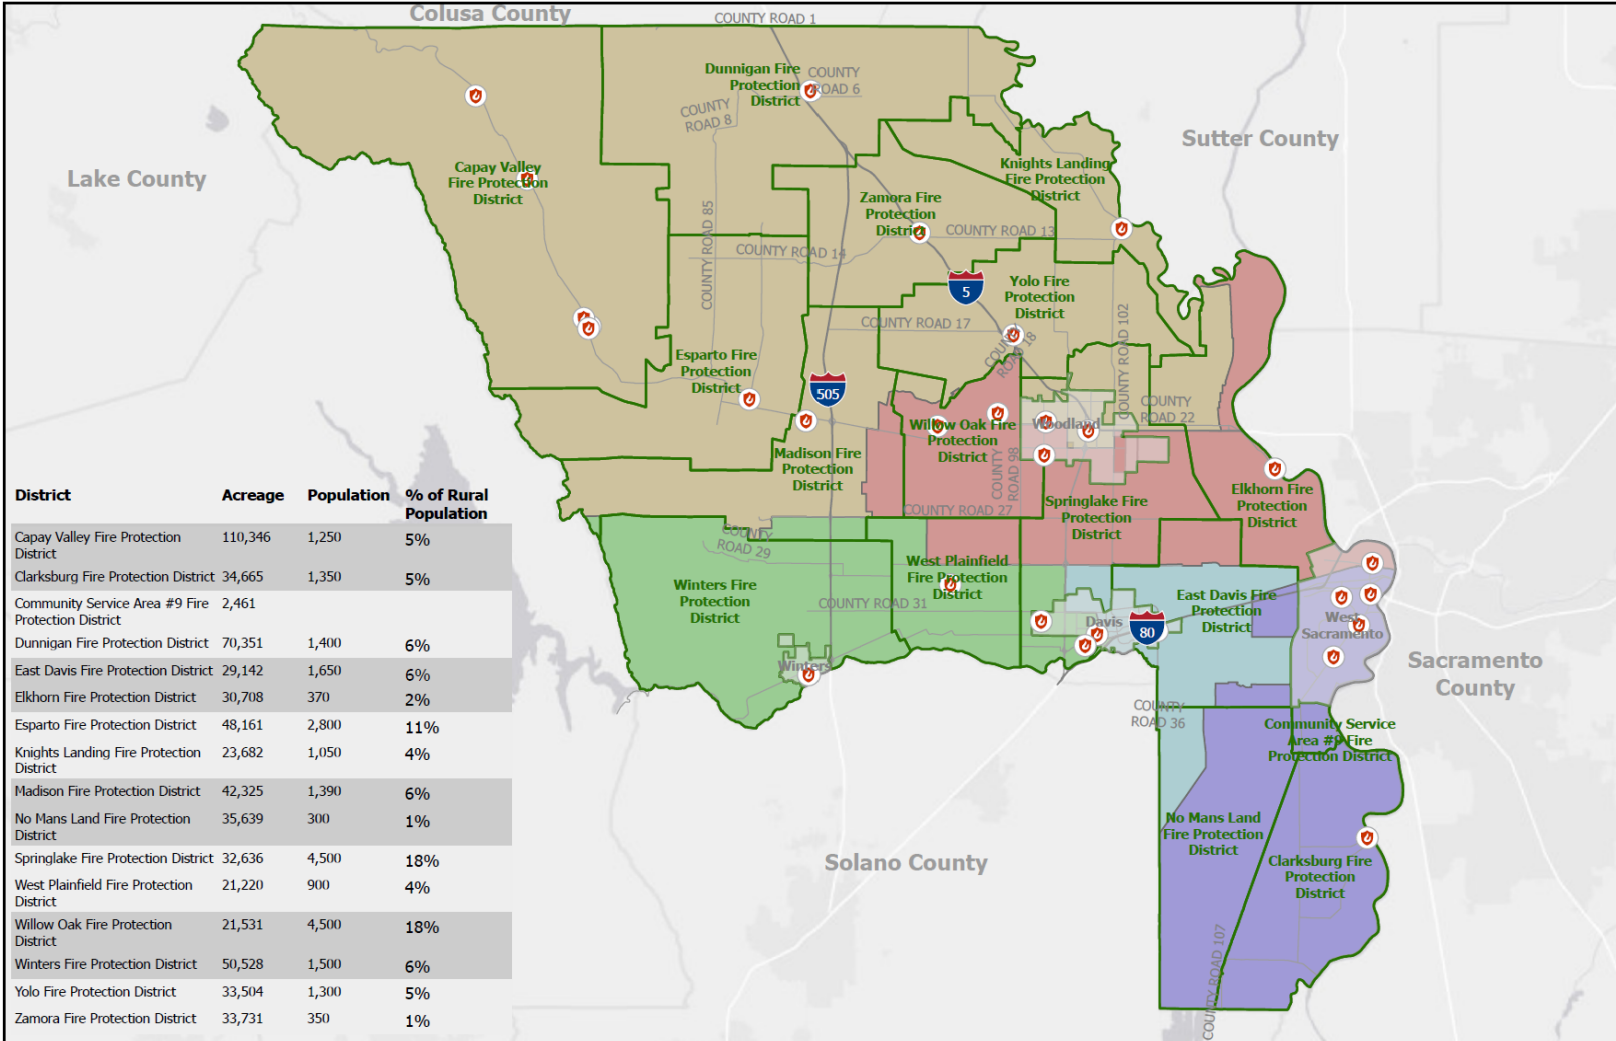 Colusa County
COUNTY ROAD 1
Dunnigan Fire
Protection
District
COUNTY
ROAD 6
COUNTY
ROAD 8
Sutter County
Lake County
Capay Valley
Fire Protection
District
Knights Landing
Fire Protection
District
Zamora Fire
Protection
District
COUNTY ROAD 85
COUNTY ROAD 13
COUNTY ROAD 14
5
Yolo Fire
Protection
District
COUNTY ROAD 17
COUNTY
ROAD 18
COUNTY ROAD 102
Esparto Fire
Protection
District
505
COUNTY
ROAD 22
Willow Oak Fire
Protection
District
Woodland
Madison Fire
Protection
District
COUNTY
ROAD 98
Springlake Fire
Protection
District
Elkhorn Fire
Protection
District
COUNTY ROAD 27
COUNTY
ROAD 29
West Plainfield
Fire Protection
District
Winters Fire
Protection
District
COUNTY ROAD 31
East Davis Fire
Protection
District
Davis
80
West
Sacramento
Winters
Sacramento
County
COUNTY
ROAD 36
Community Service
Area #9 Fire
Protection District
No Mans Land
Fire Protection
District
Solano County
Clarksburg Fire
Protection
District
COUNTY ROAD 107
District Acreage Population % of Rural
Population
Capay Valley Fire Protection 110,346 1,250 5%
District
Clarksburg Fire Protection District 34,665 1,350 5%
Community Service Area #9 Fire 2,461
Protection District
Dunnigan Fire Protection District 70,351 1,400 6%
East Davis Fire Protection District 29,142 1,650 6%
Elkhorn Fire Protection District 30,708 370 2%
Esparto Fire Protection District 48,161 2,800 11%
Knights Landing Fire Protection 23,682 1,050 4%
District
Madison Fire Protection District 42,325 1,390 6%
No Mans Land Fire Protection 35,639 300 1%
District
Springlake Fire Protection District 32,636 4,500 18%
West Plainfield Fire Protection 21,220 900 4%
District
Willow Oak Fire Protection 21,531 4,500 18%
District
Winters Fire Protection District 50,528 1,500 6%
Yolo Fire Protection District 33,504 1,300 5%
Zamora Fire Protection District 33,731 350 1%